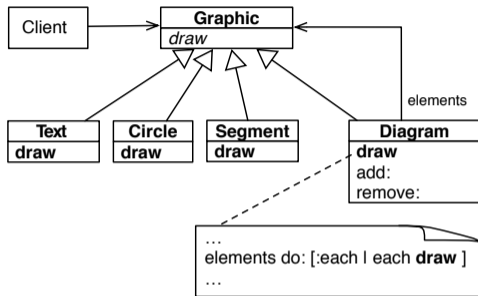 Client
Graphic
draw
elements
Text
draw
Circle
draw
Segment
draw
Diagram
draw
add:
remove:
...
elements do: [:each | each draw ]
...